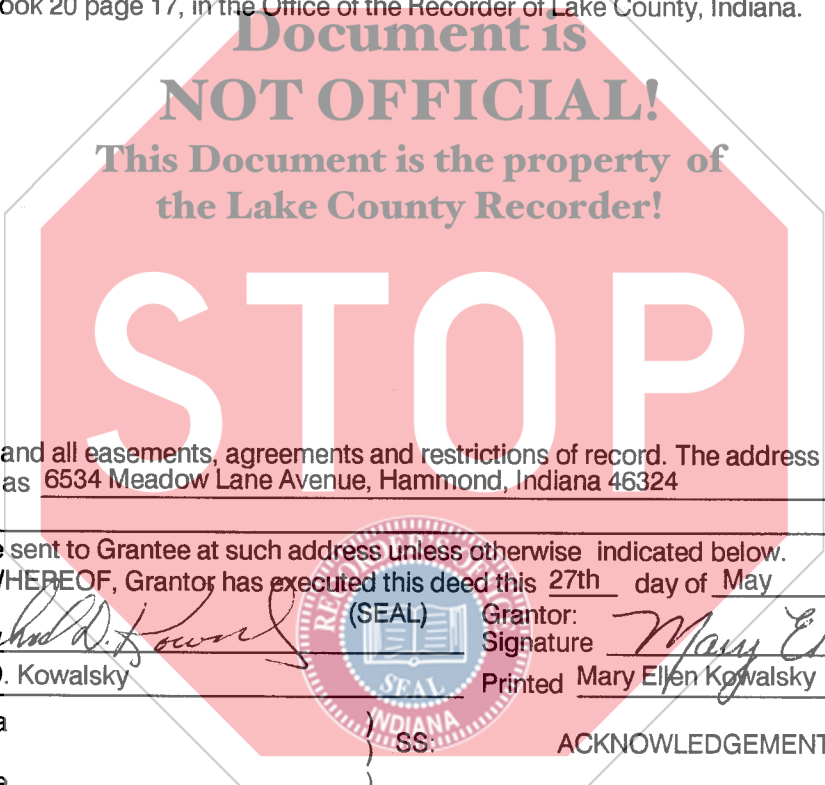 ook 20 page 17, in the Office of the Recorder of Lake County, Indiana.
Document is
NOT OFFICIAL!
This Document is the property of
the Lake County Recorder!
STOP
and all easements, agreements and restrictions of record. The address
as 6534 Meadow Lane Avenue, Hammond, Indiana 46324
sent to Grantee at such address unless otherwise indicated below.
HEREOF, Grantor has executed this deed this 27th day of May
(SEAL) Grantor:
Signature Mary
Kowalsky Printed Mary Ellen Kowalsky
SEAL
INDIANA
SS: ACKNOWLEDGEMENT